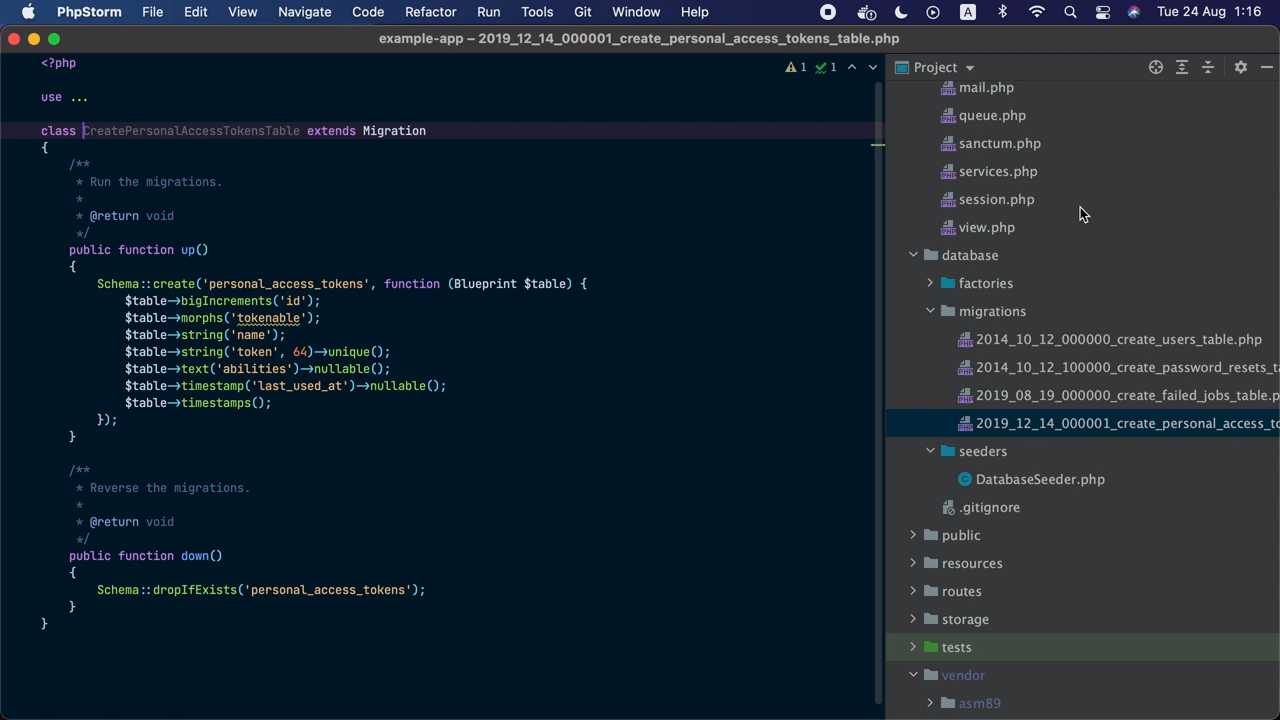 PhpStorm File Edit View Navigate Code Refactor Run Tools Git Window Help A Tue 24 Aug 1:16
example-app – 2019_12_14_000001_create_personal_access_tokens_table.php
<?php
use ...
class CreatePersonalAccessTokensTable extends Migration
{
/**
* Run the migrations.
*
* @return void
*/
public function up()
{
Schema::create('personal_access_tokens', function (Blueprint $table) {
$table→bigIncrements('id');
$table→morphs('tokenable');
$table→string('name');
$table→string('token', 64)→unique();
$table→text('abilities')→nullable();
$table→timestamp('last_used_at')→nullable();
$table→timestamps();
});
}
/**
* Reverse the migrations.
*
* @return void
*/
public function down()
{
Schema::dropIfExists('personal_access_tokens');
}
}
1 1
Project
mail.php
queue.php
sanctum.php
services.php
session.php
view.php
database
factories
migrations
2014_10_12_000000_create_users_table.php
2014_10_12_100000_create_password_resets_ta
2019_08_19_000000_create_failed_jobs_table.p
2019_12_14_000001_create_personal_access_to
seeders
DatabaseSeeder.php
.gitignore
public
resources
routes
storage
tests
vendor
asm89